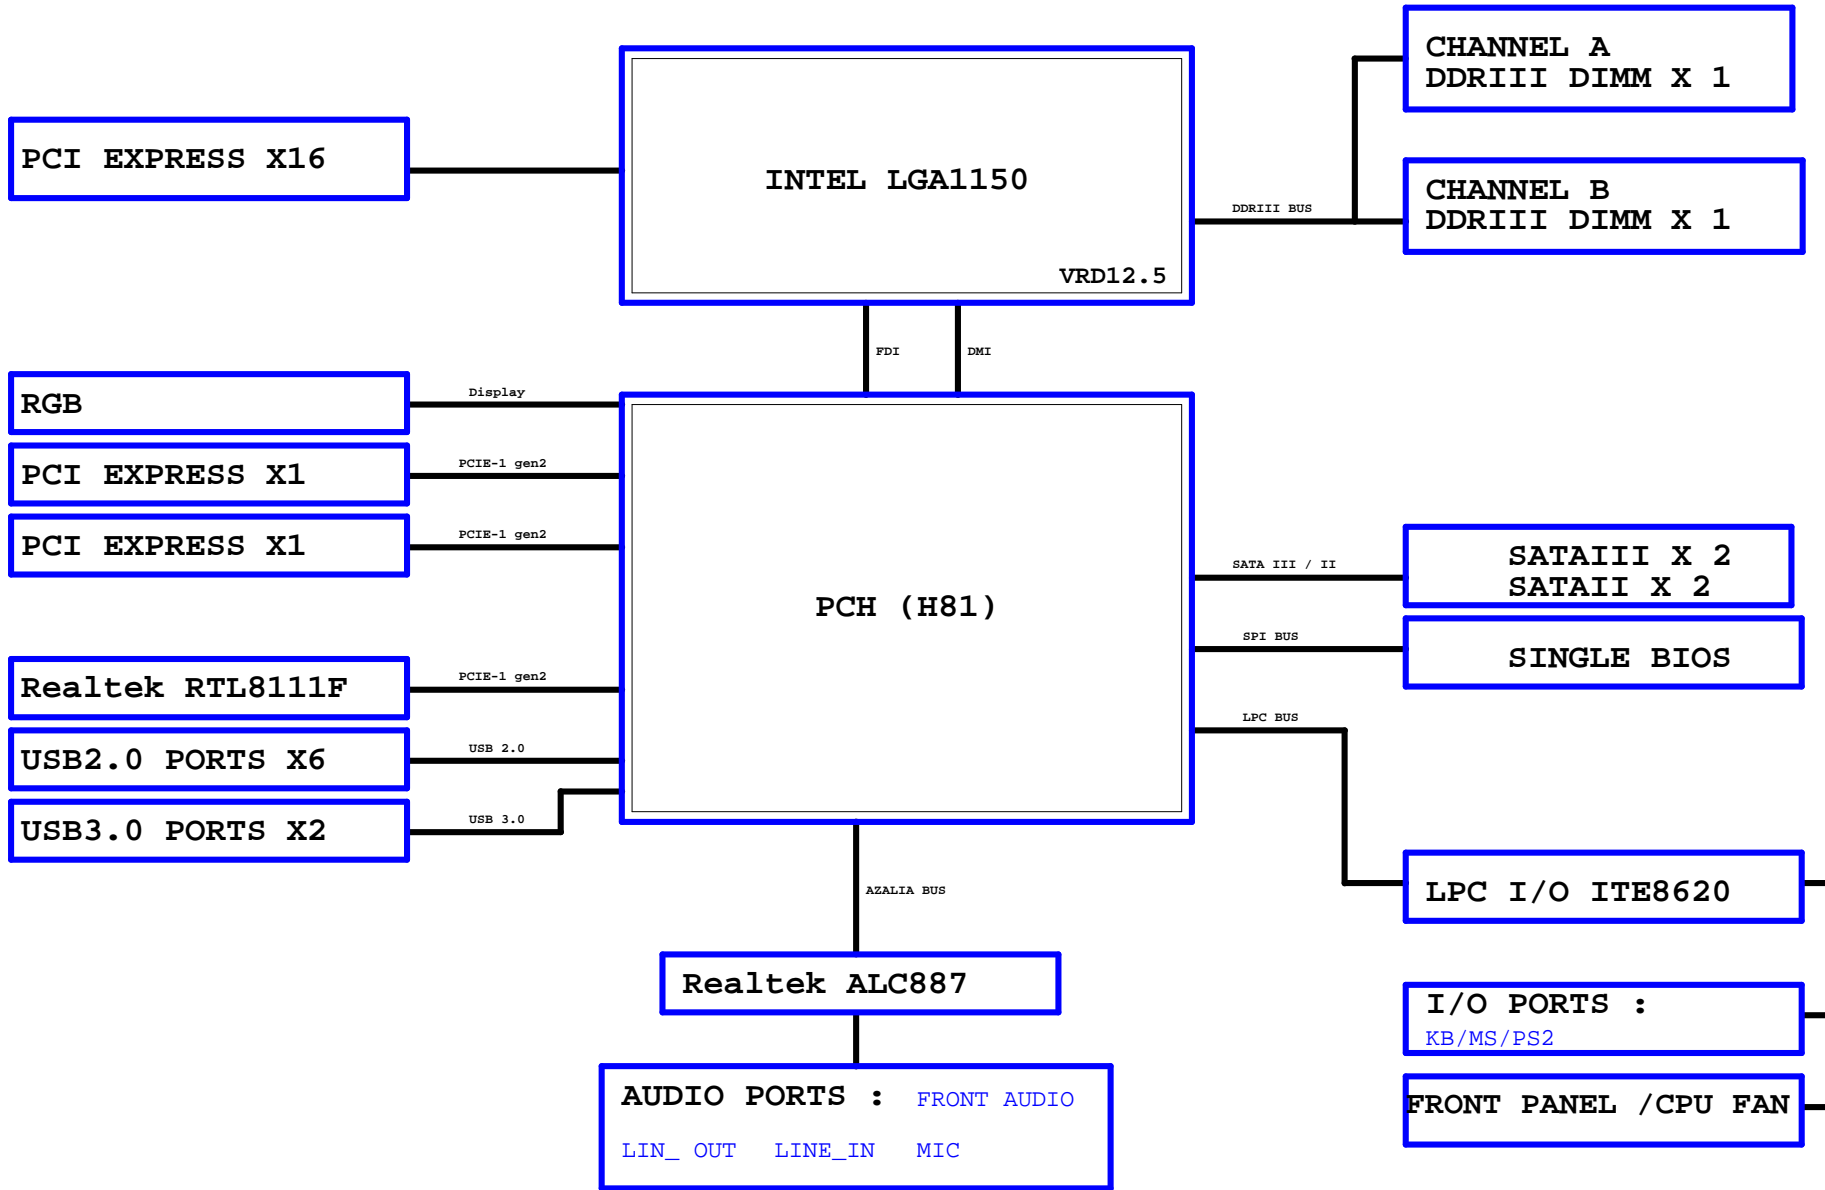 CHANNEL A
DDRIII DIMM X 1
PCI EXPRESS X16
INTEL LGA1150
VRD12.5
DDRIII BUS
CHANNEL B
DDRIII DIMM X 1
FDI
DMI
RGB
Display
PCI EXPRESS X1
PCIE-1 gen2
PCI EXPRESS X1
PCIE-1 gen2
PCH (H81)
SATA III / II
SATAIII X 2
SATAII X 2
SPI BUS
SINGLE BIOS
Realtek RTL8111F
PCIE-1 gen2
USB2.0 PORTS X6
USB 2.0
USB3.0 PORTS X2
USB 3.0
LPC BUS
LPC I/O ITE8620
AZALIA BUS
Realtek ALC887
I/O PORTS :
KB/MS/PS2
AUDIO PORTS : FRONT AUDIO
LIN_ OUT LINE_IN MIC
FRONT PANEL /CPU FAN